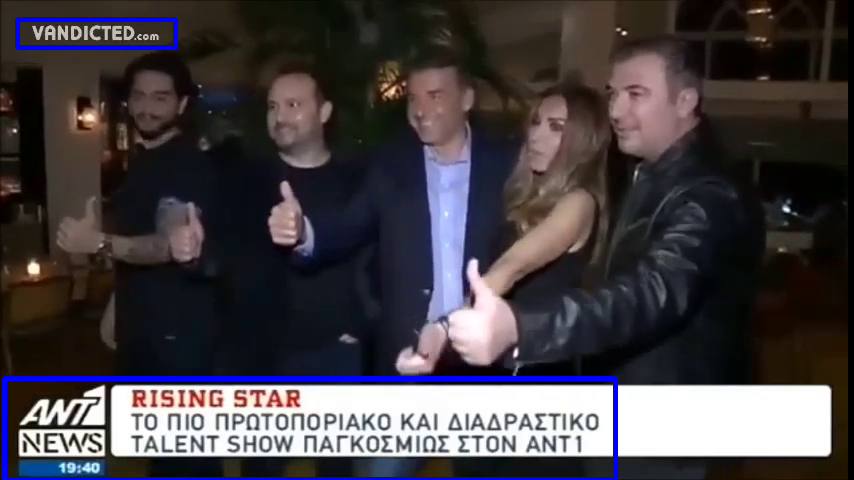 VANDICTED.com
RISING STAR
ΤΟ ΠΙΟ ΠΡΩΤΟΠΟΡΙΑΚΟ ΚΑΙ ΔΙΑΔΡΑΣΤΙΚΟ
TALENT SHOW ΠΑΓΚΟΣΜΙΩΣ ΣΤΟΝ ΑΝΤ1
ANT1
NEWS
19:40